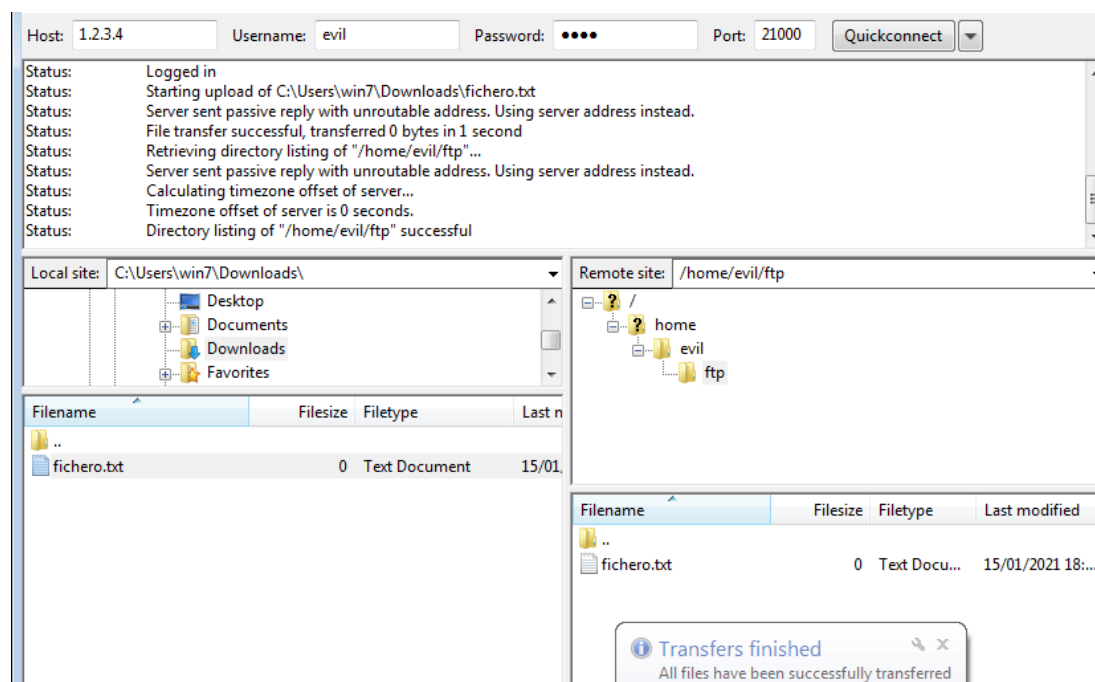 Host: 1.2.3.4 Username: evil Password: •••• Port: 21000 Quickconnect
Status: Logged in
Status: Starting upload of C:\Users\win7\Downloads\fichero.txt
Status: Server sent passive reply with unroutable address. Using server address instead.
Status: File transfer successful, transferred 0 bytes in 1 second
Status: Retrieving directory listing of "/home/evil/ftp"...
Status: Server sent passive reply with unroutable address. Using server address instead.
Status: Calculating timezone offset of server...
Status: Timezone offset of server is 0 seconds.
Status: Directory listing of "/home/evil/ftp" successful
Local site: C:\Users\win7\Downloads\
Desktop
Documents
Downloads
Favorites
Filename Filesize Filetype Last n
..
fichero.txt 0 Text Document 15/01.
Remote site: /home/evil/ftp
/
home
evil
ftp
Filename Filesize Filetype Last modified
..
fichero.txt 0 Text Docu... 15/01/2021 18:...
Transfers finished
All files have been successfully transferred